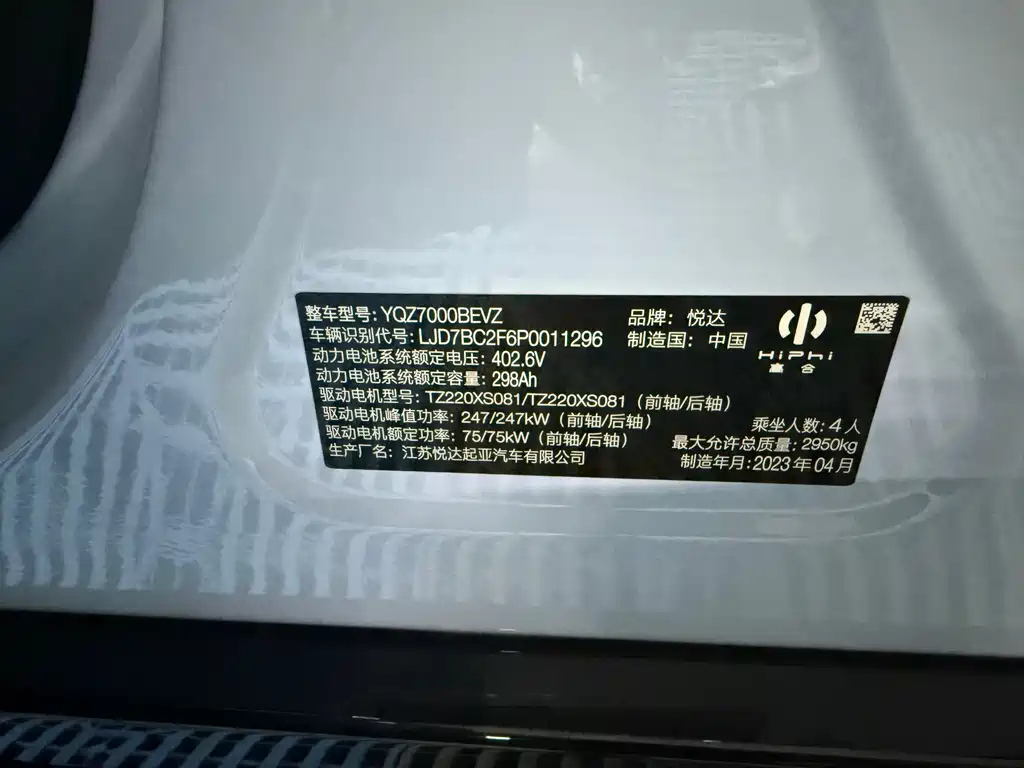 整车型号: YQZ7000BEVZ
品牌: 悦达
车辆识别代号: LJD7BC2F6P0011296
制造国: 中国
HiPhi
高合
动力电池系统额定电压: 402.6V
动力电池系统额定容量: 298Ah
驱动电机型号: TZ220XS081/TZ220XS081 (前轴/后轴)
驱动电机峰值功率: 247/247kW (前轴/后轴)
乘坐人数: 4 人
驱动电机额定功率: 75/75kW (前轴/后轴)
最大允许总质量: 2950kg
生产厂名: 江苏悦达起亚汽车有限公司
制造年月: 2023 年 04 月